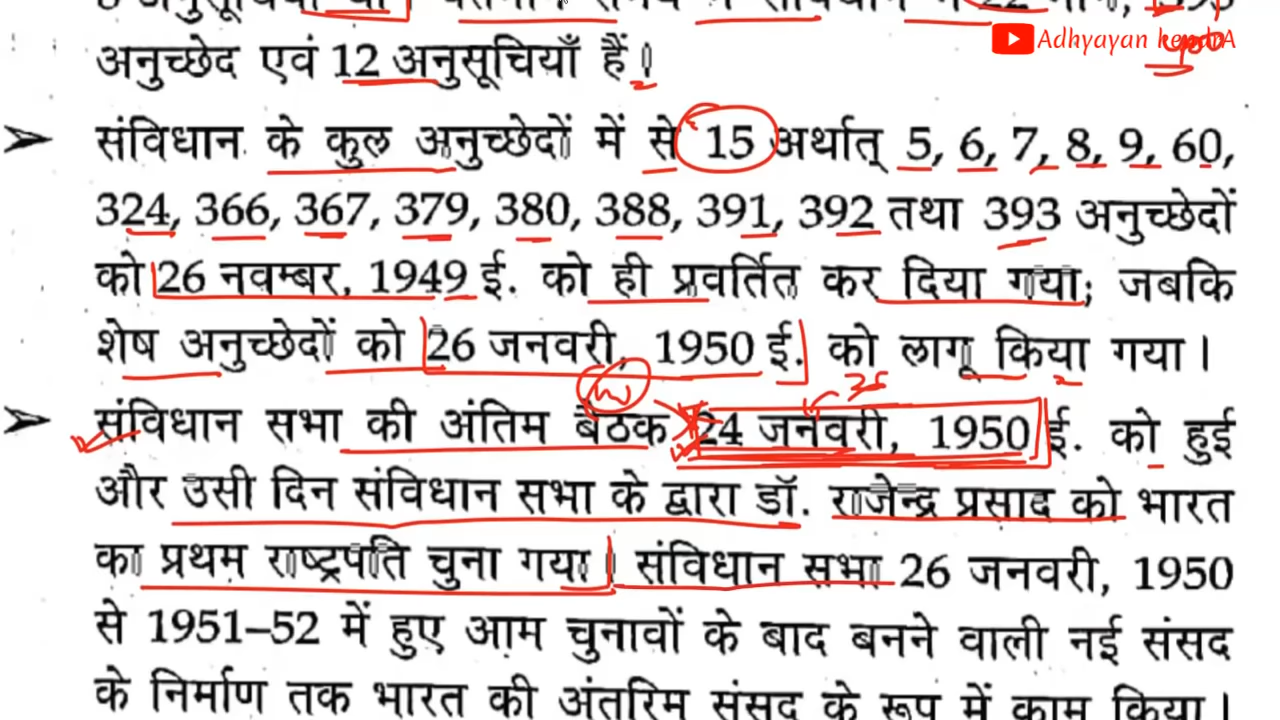 अनुसूचियाँ संविधान में 22
Adhyayan kendrA
अनुच्छेद एवं 12 अनुसूचियाँ हैं।
संविधान के कुल अनुच्छेदों में से 15 अर्थात् 5, 6, 7, 8, 9, 60,
324, 366, 367, 379, 380, 388, 391, 392 तथा 393 अनुच्छेदों
को 26 नवम्बर, 1949 ई. को ही प्रवर्तित कर दिया गया; जबकि
शेष अनुच्छेदों को 26 जनवरी, 1950 ई. को लागू किया गया।
संविधान सभा की अंतिम बैठक 24 जनवरी, 1950 ई. को हुई
और उसी दिन संविधान सभा के द्वारा डॉ. राजेन्द्र प्रसाद को भारत
का प्रथम राष्ट्रपति चुना गया। संविधान सभा 26 जनवरी, 1950
से 1951–52 में हुए आम चुनावों के बाद बनने वाली नई संसद
के निर्माण तक भारत की अंतरिम संसद के रूप में काम किया।